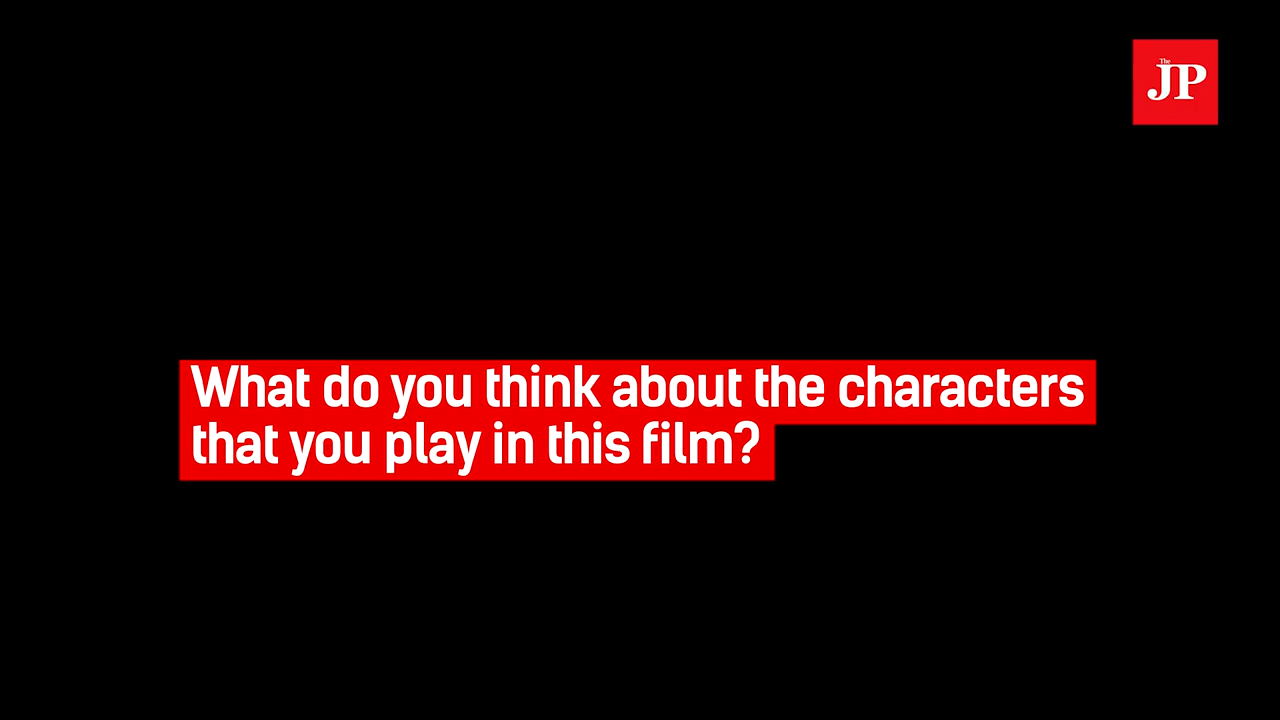 The
JP
What do you think about the characters
that you play in this film?